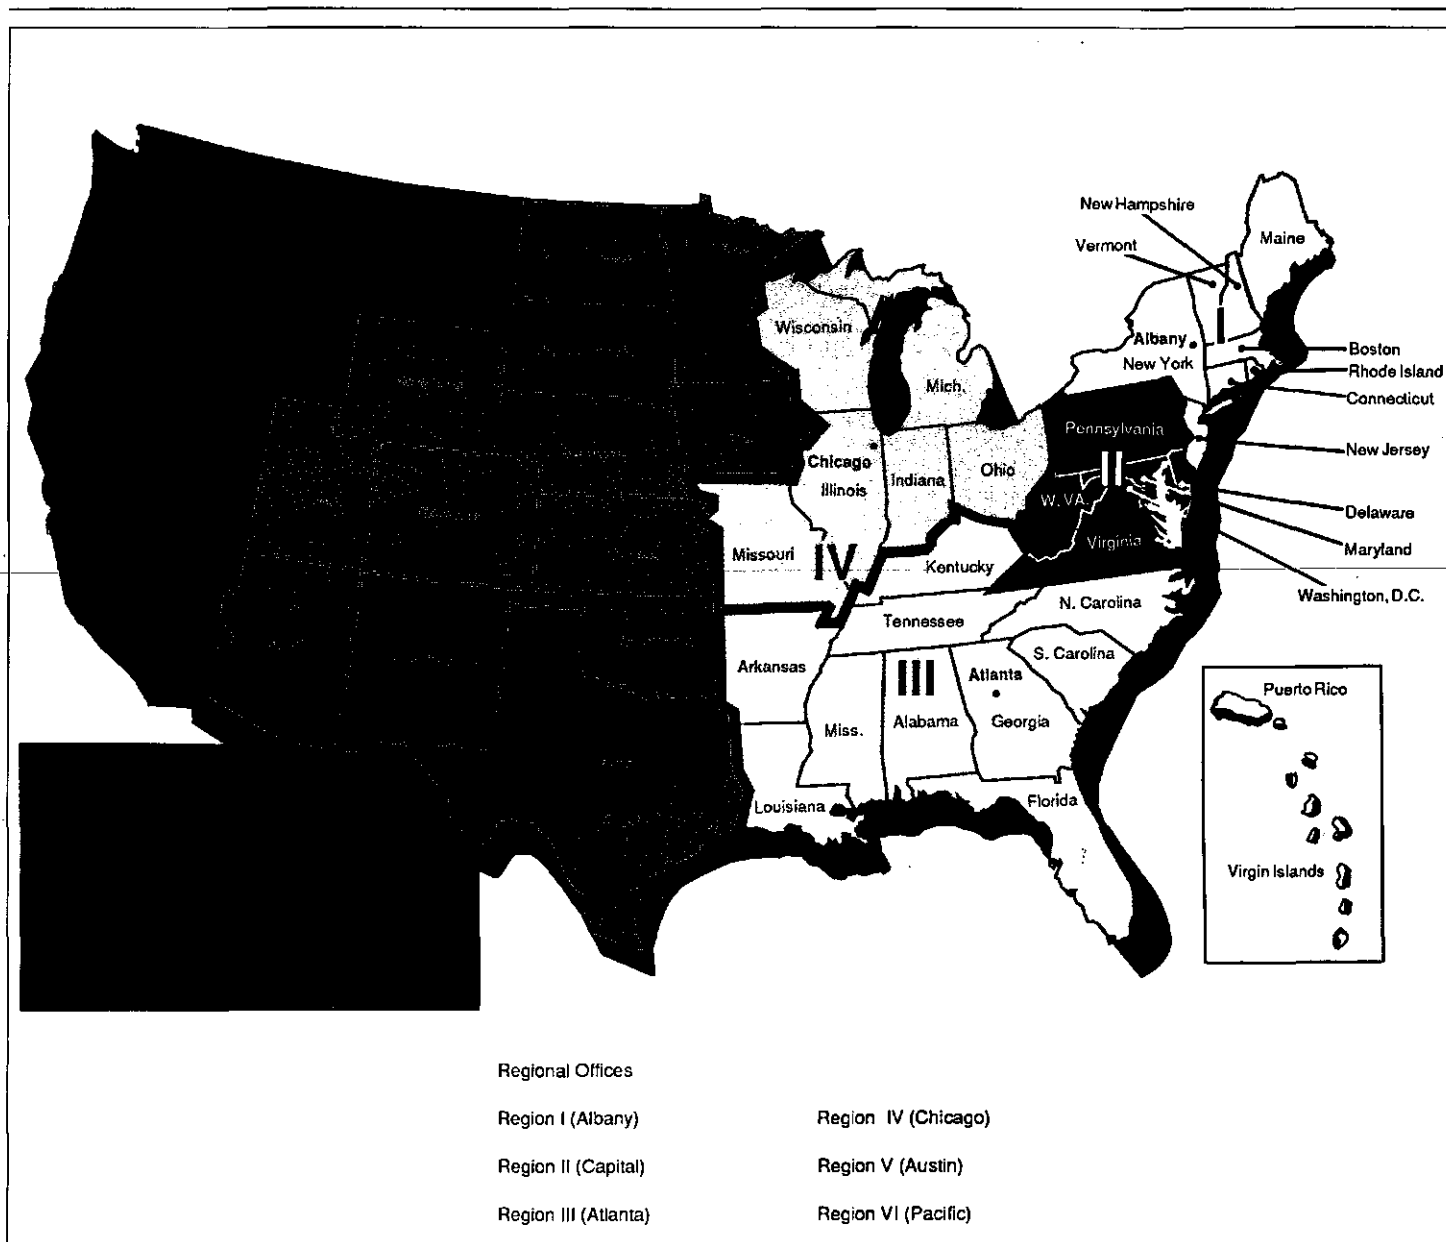 New Hampshire
Vermont
Maine
Wisconsin
Albany
New York
I
Boston
Rhode Island
Connecticut
Mich.
Pennsylvania
New Jersey
Chicago
Illinois
Indiana
Ohio
II
W. VA.
Delaware
Virginia
Maryland
Missouri
IV
Kentucky
Washington, D.C.
N. Carolina
Tennessee
S. Carolina
Arkansas
III
Atlanta
Puerto Rico
Miss.
Alabama
Georgia
Louisiana
Florida
Virgin Islands
Regional Offices
Region I (Albany)
Region IV (Chicago)
Region II (Capital)
Region V (Austin)
Region III (Atlanta)
Region VI (Pacific)